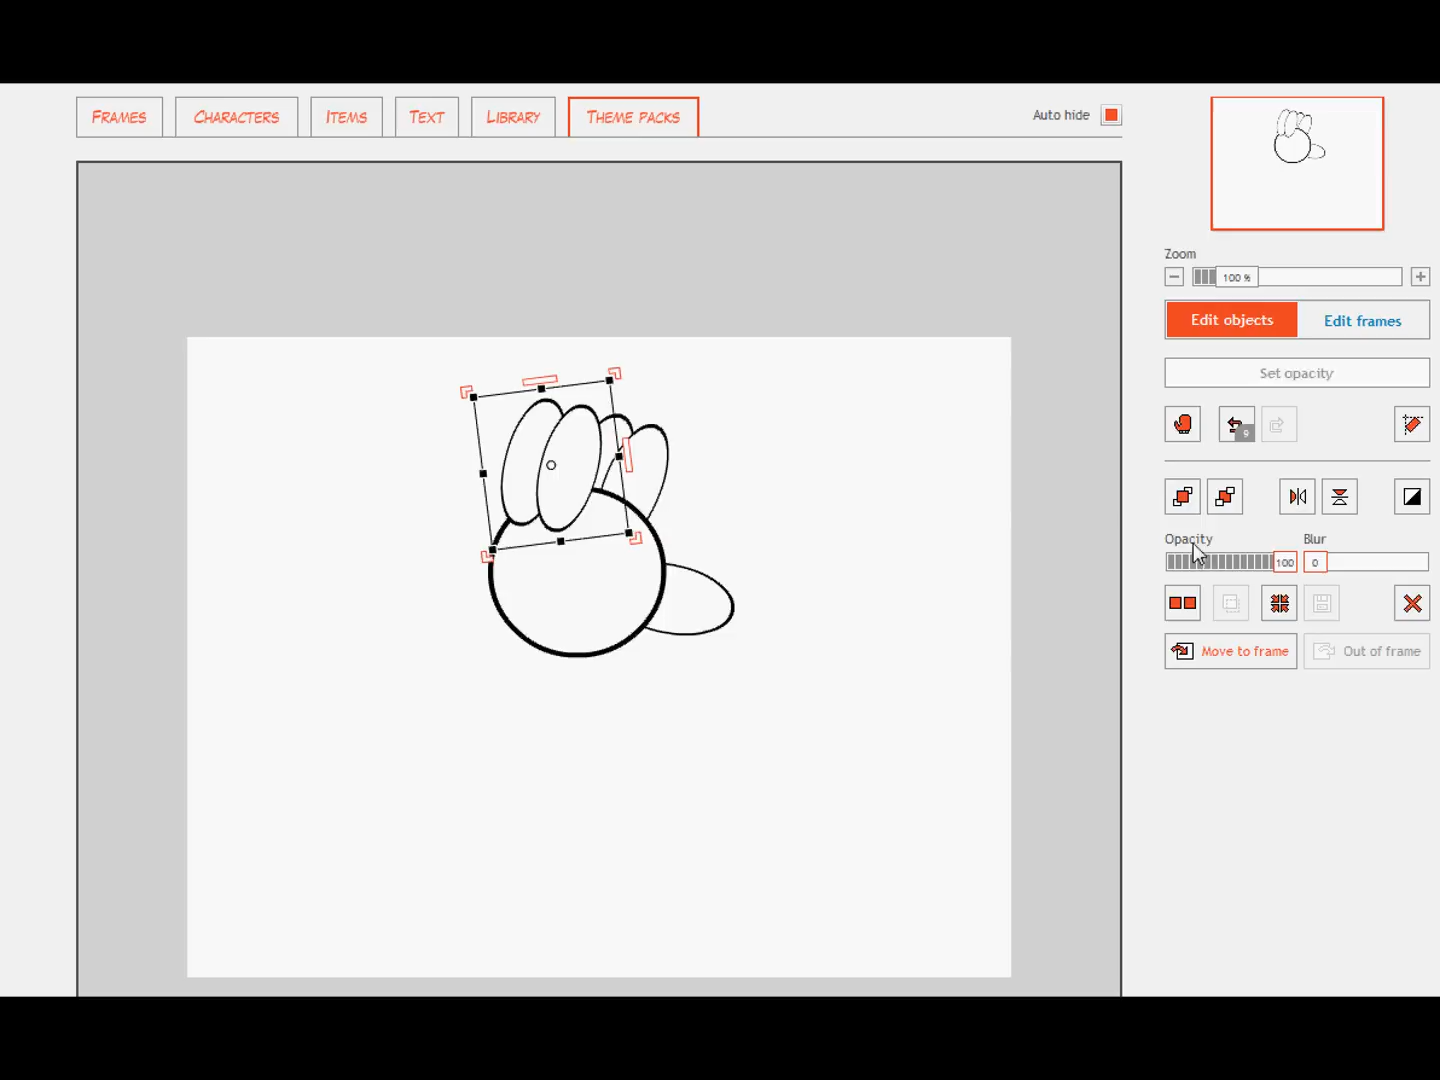 FRAMES
CHARACTERS
ITEMS
TEXT
LIBRARY
THEME PACKS
Auto hide
Zoom
100 %
Edit objects
Edit frames
Set opacity
9
Opacity
Blur
100
0
Move to frame
Out of frame